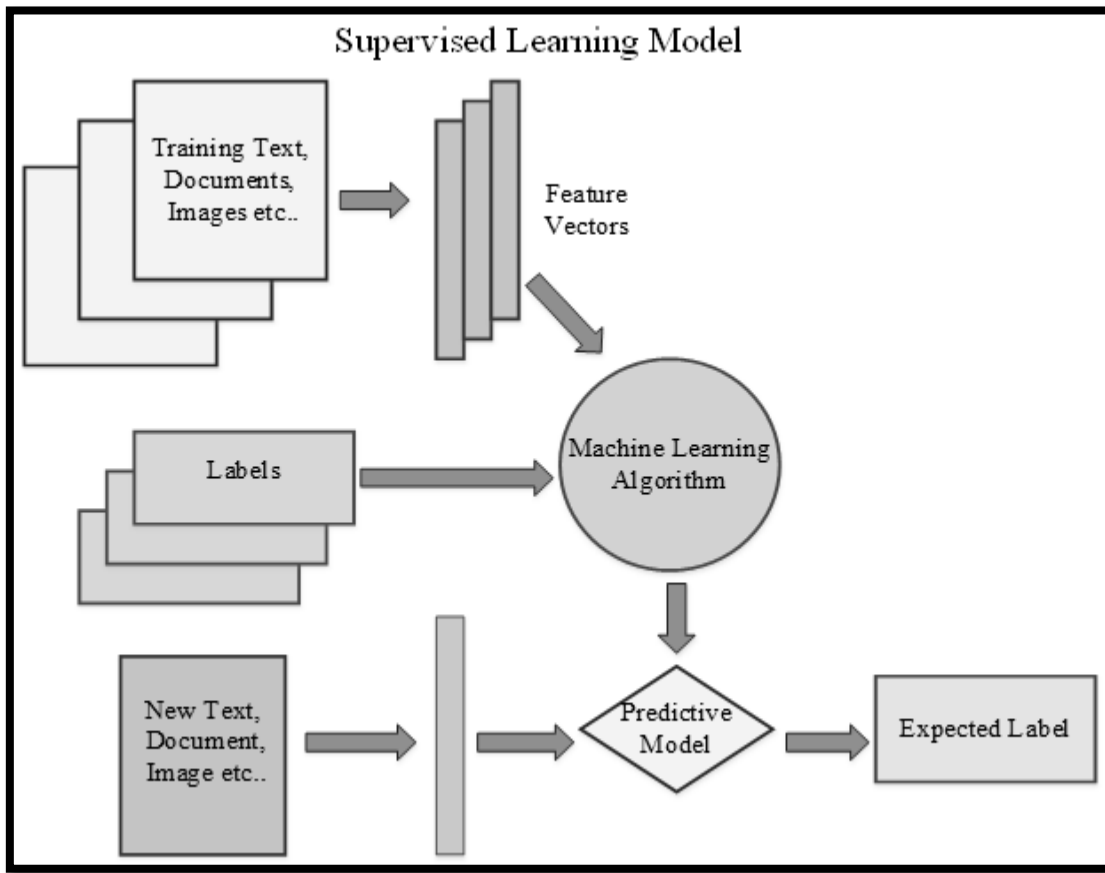 Supervised Learning Model
Training Text,
Documents,
Images etc..
Feature
Vectors
Machine Learning
Algorithm
Labels
New Text,
Document,
Image etc..
Predictive
Model
Expected Label